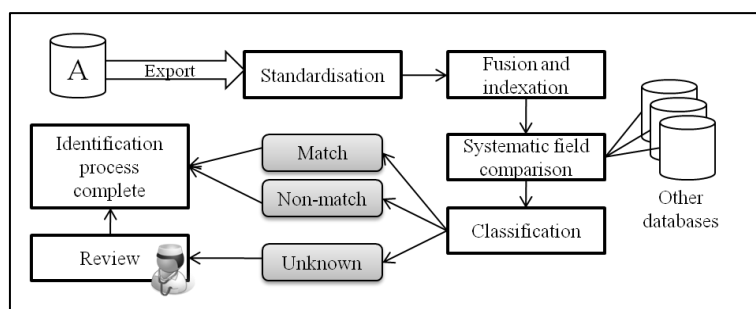 A
Export
Standardisation
Fusion and
indexation
Identification
process
complete
Match
Non-match
Systematic field
comparison
Other
databases
Classification
Review
Unknown